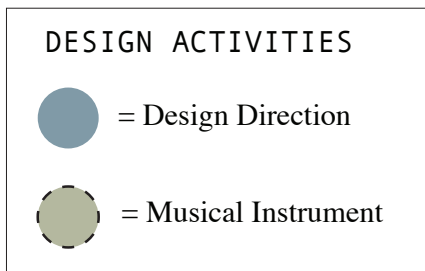 DESIGN ACTIVITIES
= Design Direction
= Musical Instrument